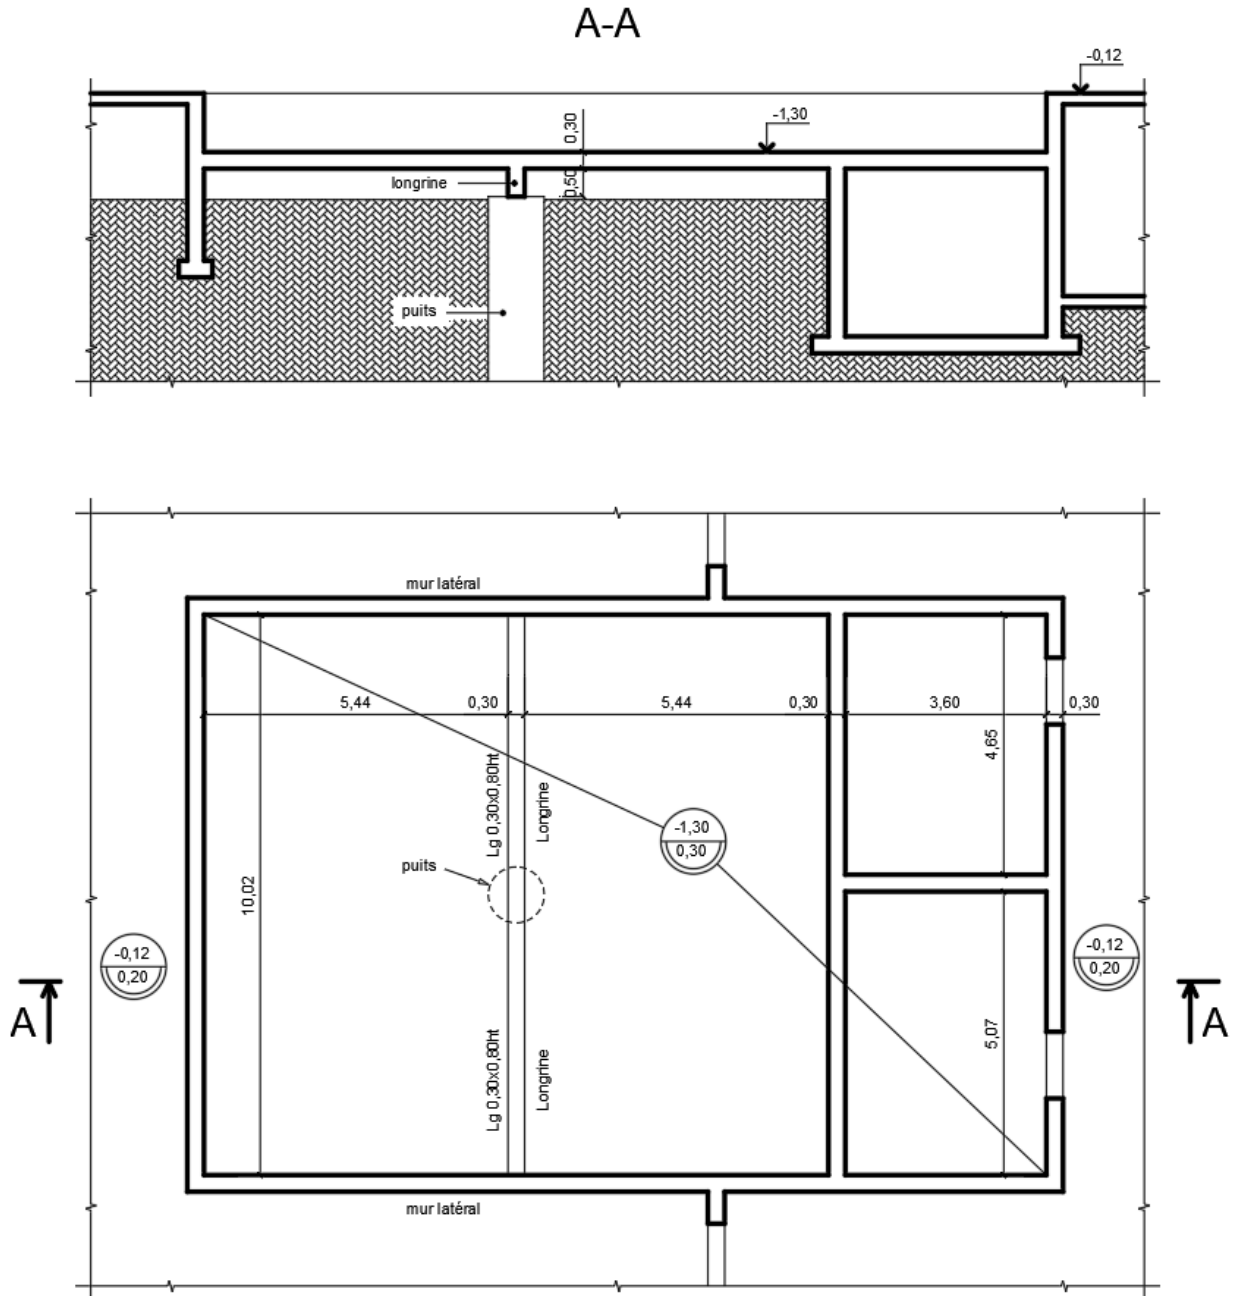 A-A
-0,12
0,30
-1,30
longrine
0,50
puits
mur latéral
5,44
0,30
5,44
0,30
3,60
0,30
4,65
Lg 0,30x0,80ht
Longrine
-1,30
0,30
puits
10,02
-0,12
0,20
-0,12
0,20
A
A
5,07
Lg 0,30x0,80ht
Longrine
mur latéral